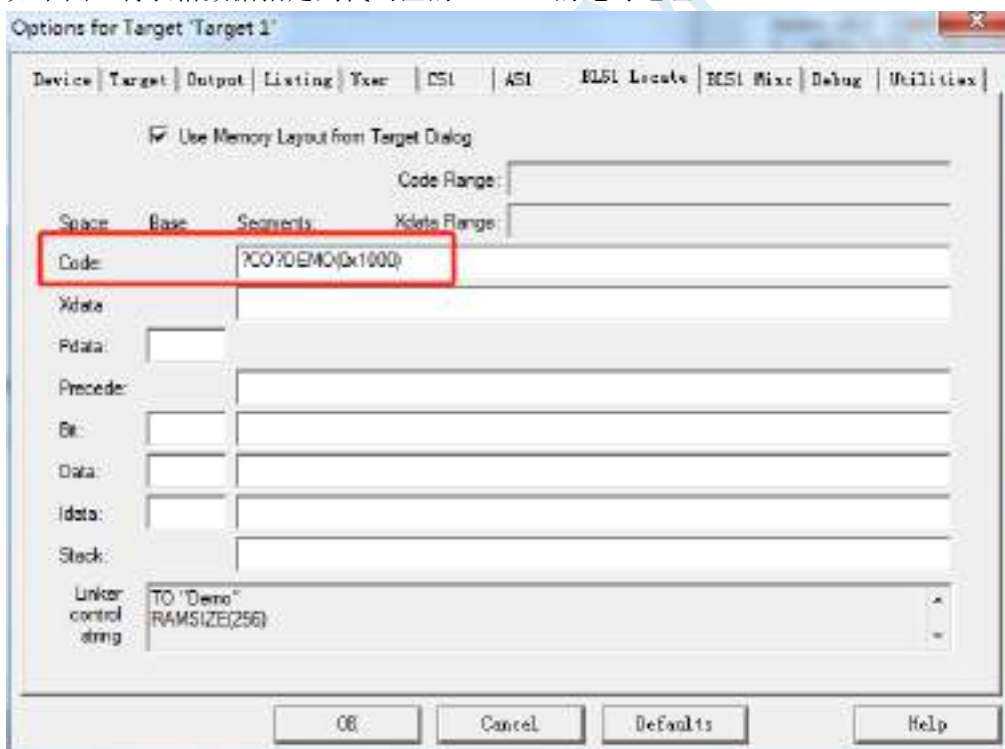 Options for Target 'Target 1'
Device Target Output Listing User C51 A51 BL51 Locate BL51 Misc Debug Utilities
Use Memory Layout from Target Dialog
Code Range:
Space Base Segments: Xdata Range:
Code: ?CO?DEMO(0x1000)
Xdata
Pdata:
Precede:
Bit:
Data:
Idata:
Stack:
Linker control string
TO "Demo"
RAMSIZE(256)
OK Cancel Defaults Help